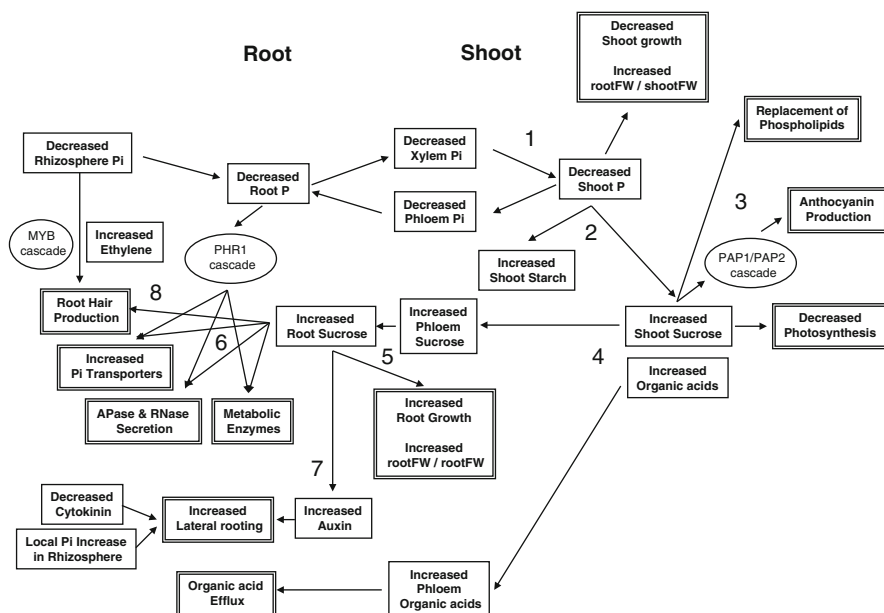 Root
Shoot
Decreased
Shoot growth
Increased
rootFW / shootFW
Replacement of
Phospholipids
Decreased
Rhizosphere Pi
Decreased
Root P
Decreased
Xylem Pi
1
Decreased
Shoot P
Decreased
Phloem Pi
3
Anthocyanin
Production
MYB
cascade
Increased
Ethylene
PHR1
cascade
2
Increased
Shoot Starch
PAP1/PAP2
cascade
8
Root Hair
Production
Increased
Root Sucrose
Increased
Phloem
Sucrose
Increased
Shoot Sucrose
Decreased
Photosynthesis
6
5
4
Increased
Pi Transporters
Increased
Organic acids
APase & RNase
Secretion
Metabolic
Enzymes
Increased
Root Growth
Increased
rootFW / rootFW
7
Decreased
Cytokinin
Local Pi Increase
in Rhizosphere
Increased
Lateral rooting
Increased
Auxin
Organic acid
Efflux
Increased
Phloem
Organic acids